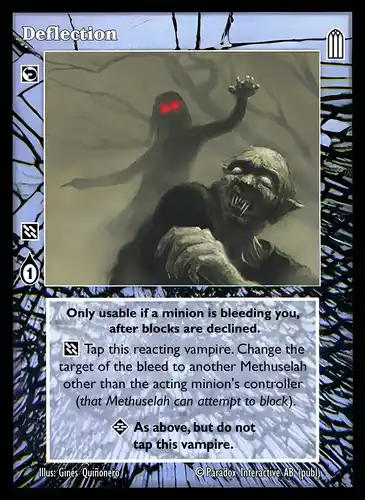 Deflection
1
Only usable if a minion is bleeding you,
after blocks are declined.
Tap this reacting vampire. Change the
target of the bleed to another Methuselah
other than the acting minion's controller
(that Methuselah can attempt to block).
As above, but do not
tap this vampire.
Illus: Ginés Quiñonero
© Paradox Interactive AB (publ)